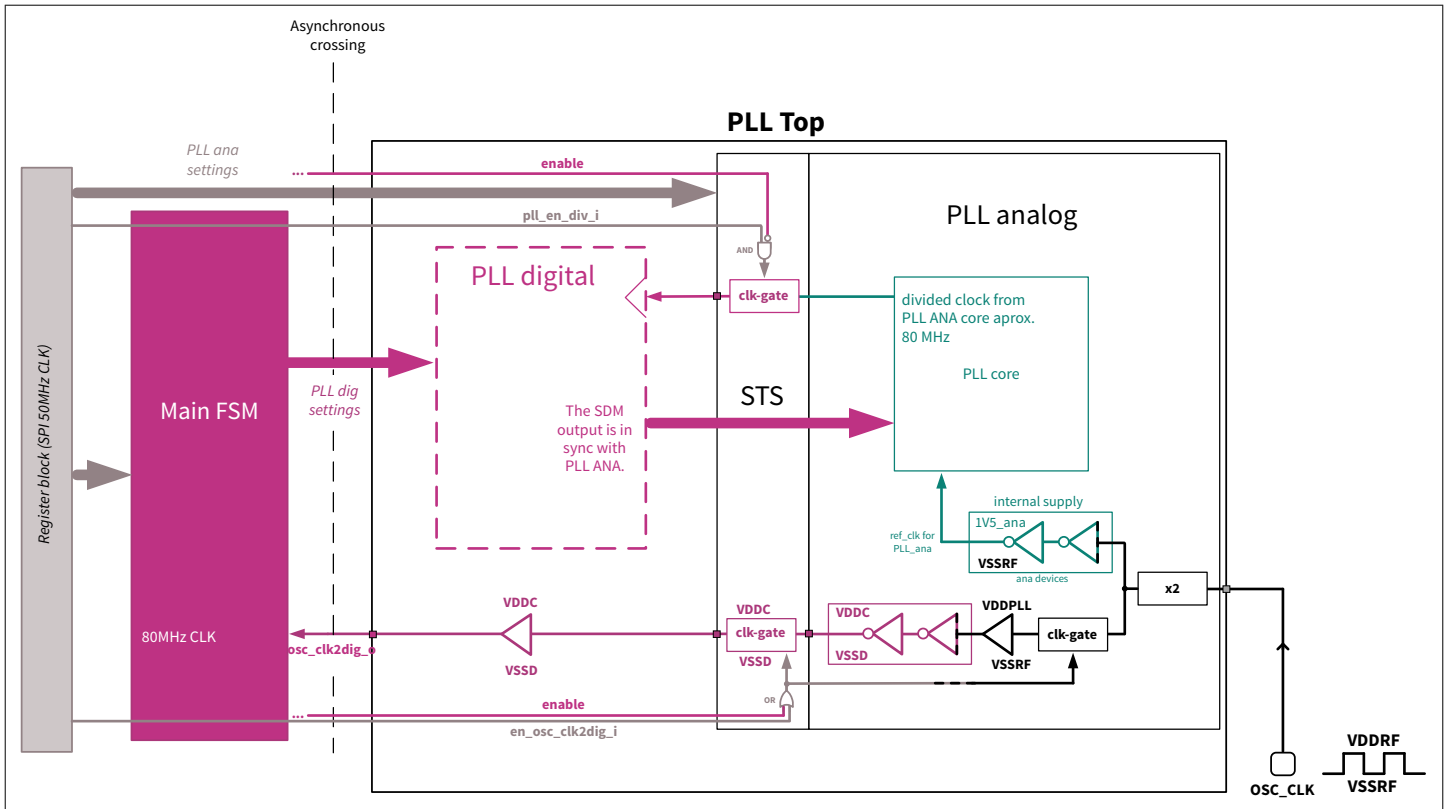 Asynchronous
crossing
PLL Top
PLL ana
settings
... enable
pll_en_div_i
AND
PLL analog
PLL digital
clk-gate
divided clock from
PLL ANA core aprox.
80 MHz
PLL core
Register block (SPI 50MHz CLK)
Main FSM
PLL dig
settings
STS
The SDM
output is in
sync with
PLL ANA.
internal supply
1V5_ana
ref_clk for
PLL_ana
VSSRF
ana devices
x2
VDDC
VDDC
VDDC
VDDPLL
80MHz CLK
clk-gate
clk-gate
osc_clk2dig_o
VSSD
VSSD
VSSD
VSSRF
OR
... enable
en_osc_clk2dig_i
VDDRF
OSC_CLK
VSSRF